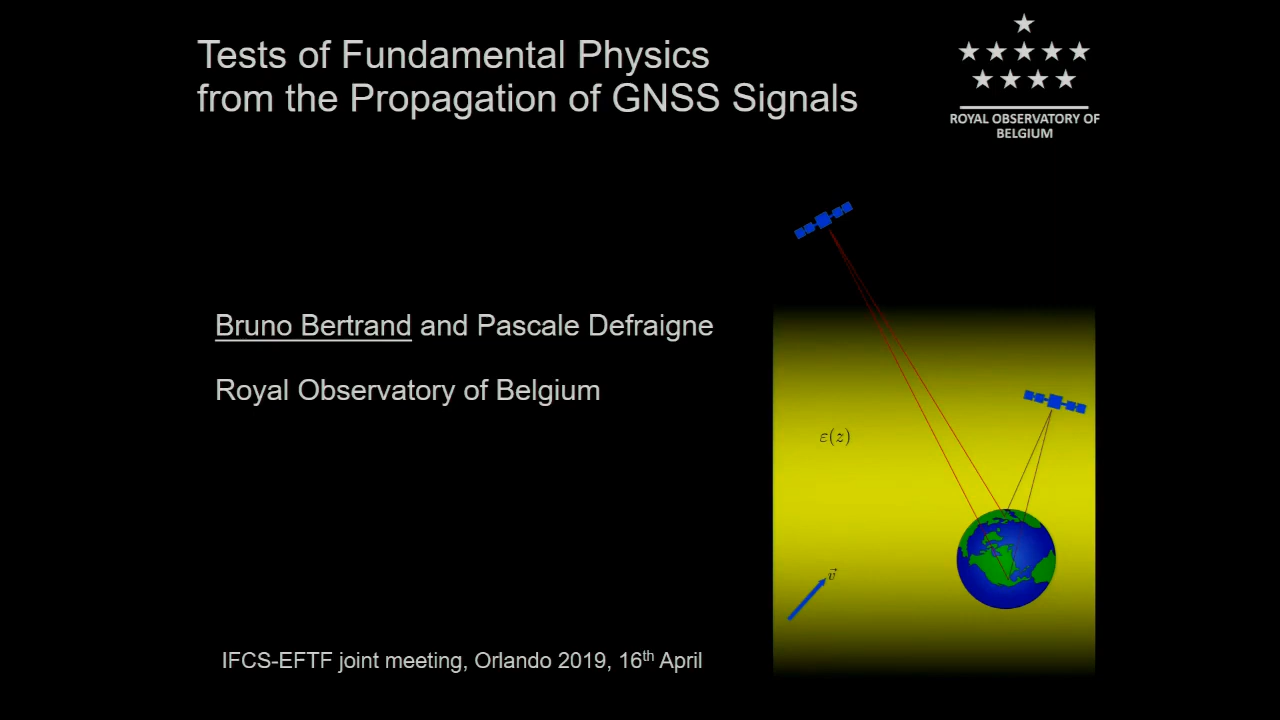 Tests of Fundamental Physics
from the Propagation of GNSS Signals
ROYAL OBSERVATORY OF
BELGIUM
Bruno Bertrand and Pascale Defraigne
Royal Observatory of Belgium
ε(z)
v⃗
IFCS-EFTF joint meeting, Orlando 2019, 16th April